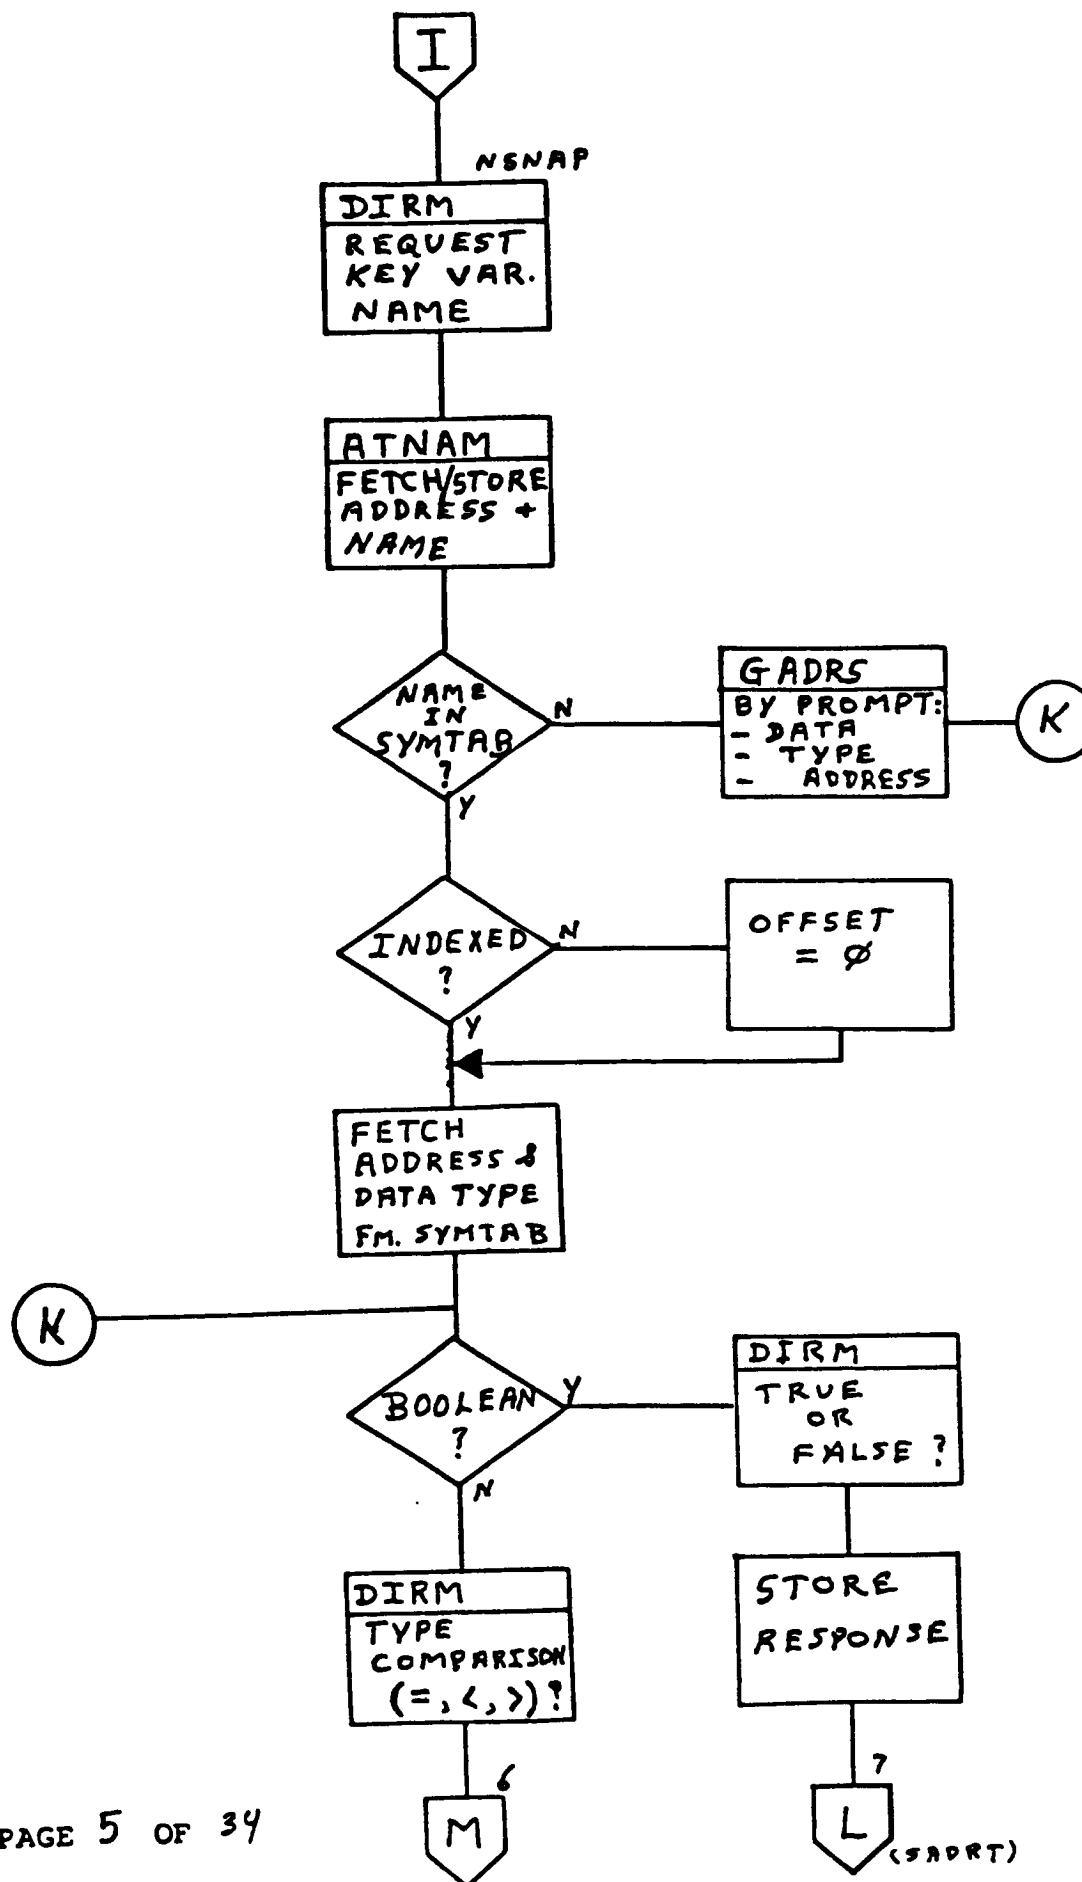 I
NSNAP
DIRM
REQUEST
KEY VAR.
NAME
ATNAM
FETCH/STORE
ADDRESS +
NAME
NAME
IN
SYMTAB
?
N
Y
GADRS
BY PROMPT:
- DATA
- TYPE
- ADDRESS
K
INDEXED
?
N
Y
OFFSET
= Ø
FETCH
ADDRESS &
DATA TYPE
FM. SYMTAB
K
BOOLEAN
?
Y
N
DIRM
TRUE
OR
FALSE ?
STORE
RESPONSE
DIRM
TYPE
COMPARISON
(=, <, >) ?
6
M
7
L
(SADRT)
PAGE 5 OF 34